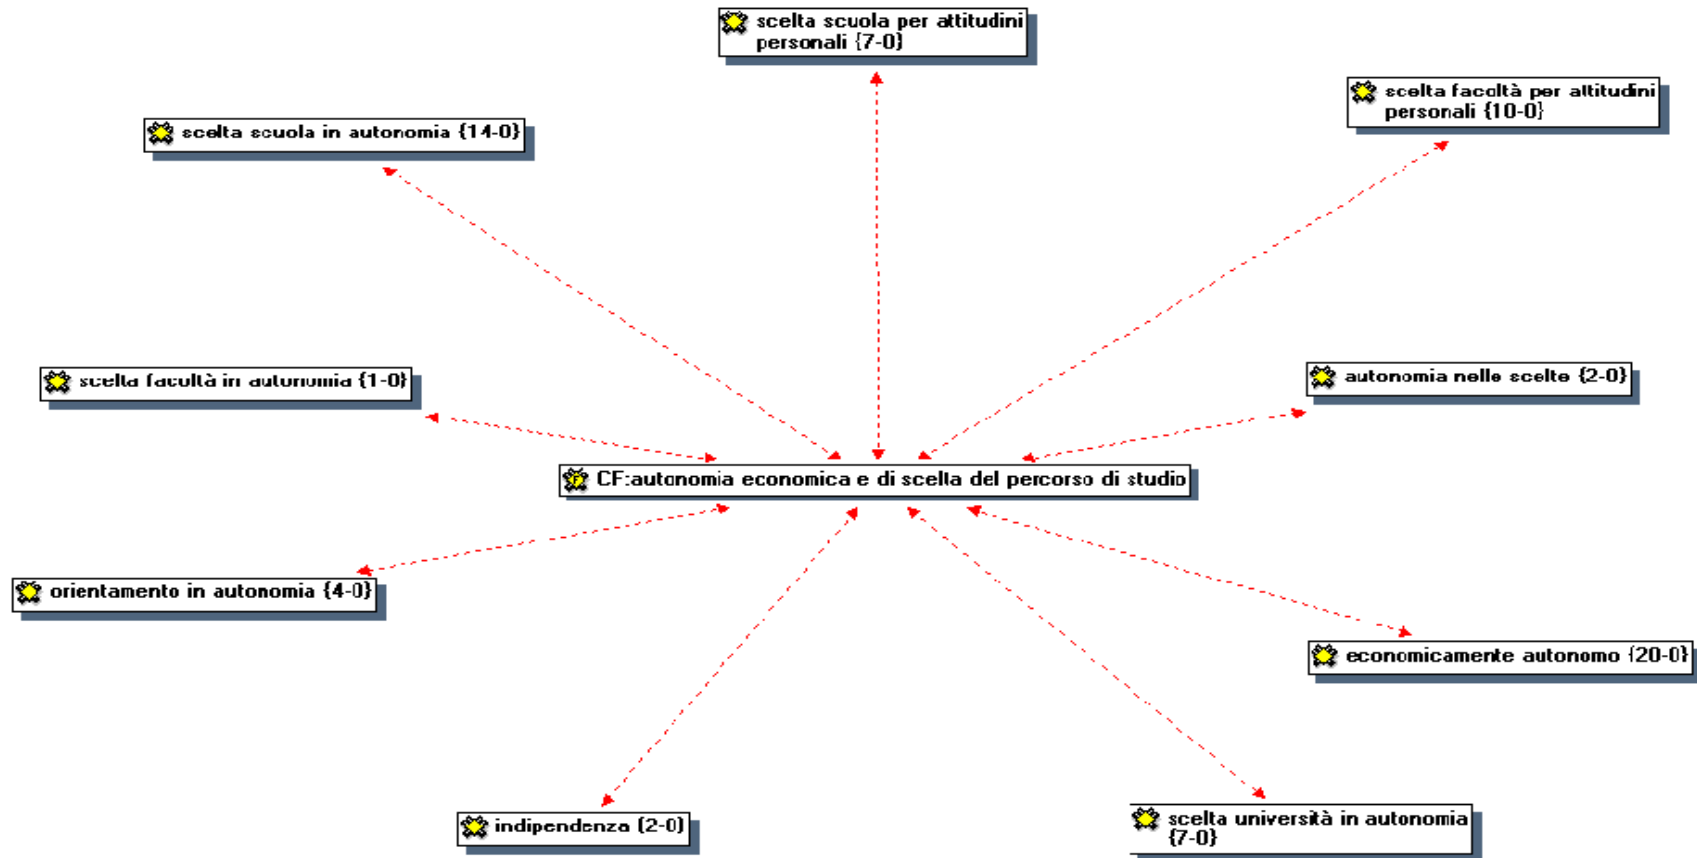 scelta scuola per attitudini
personali {7-0}
scelta facoltà per attitudini
personali {10-0}
scelta scuola in autonomia {14-0}
scelta facoltà in autonomia {1-0}
autonomia nelle scelte {2-0}
CF:autonomia economica e di scelta del percorso di studio
orientamento in autonomia {4-0}
economicamente autonomo {20-0}
indipendenza {2-0}
scelta università in autonomia
{7-0}